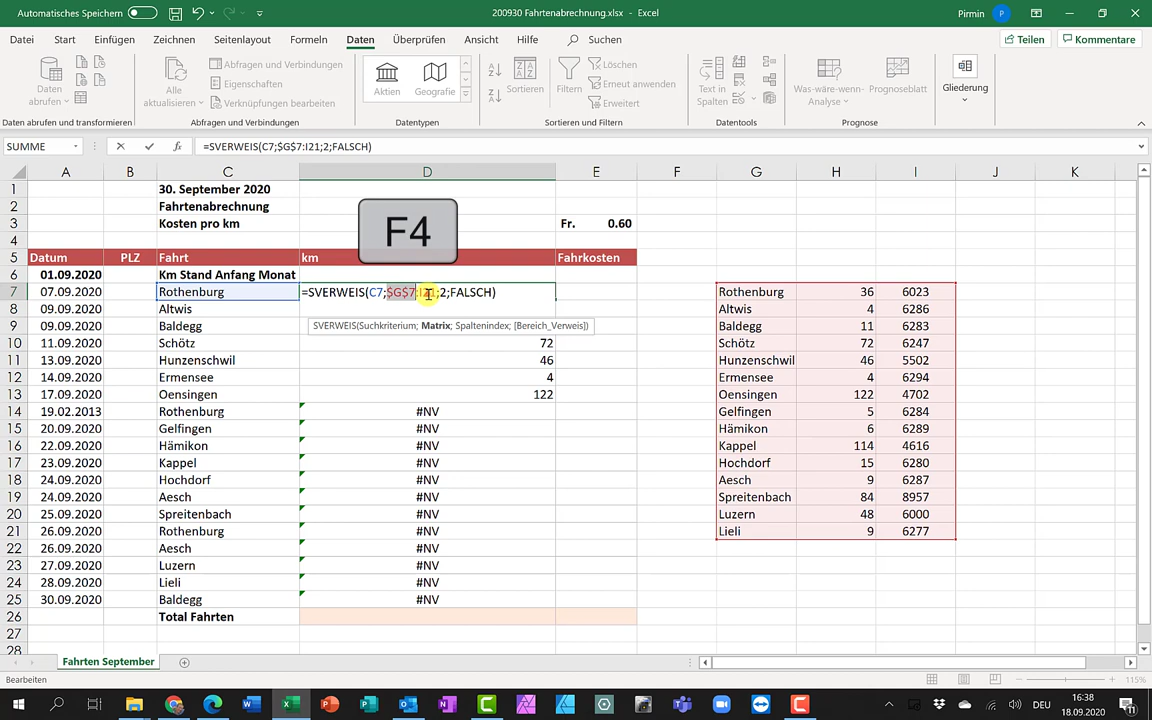 Automatisches Speichern
200930 Fahrtenabrechnung.xlsx - Excel
Pirmin P
Datei Start Einfügen Zeichnen Seitenlayout Formeln Daten Überprüfen Ansicht Hilfe Suchen
Teilen Kommentare
Daten abrufen
Alle aktualisieren
Abfragen und Verbindungen
Eigenschaften
Verknüpfungen bearbeiten
Aktien
Geografie
Sortieren
Filtern
Löschen
Erneut anwenden
Erweitert
Text in Spalten
Was-wäre-wenn-Analyse
Prognoseblatt
Gliederung
Daten abrufen und transformieren
Abfragen und Verbindungen
Datentypen
Sortieren und Filtern
Datentools
Prognose
SUMME fx =SVERWEIS(C7;$G$7:I21;2;FALSCH)
A B C D E F G H I J K
1 30. September 2020
2 Fahrtenabrechnung
3 Kosten pro km Fr. 0.60
F4
4
5 Datum PLZ Fahrt km Fahrkosten
6 01.09.2020 Km Stand Anfang Monat
7 07.09.2020 Rothenburg =SVERWEIS(C7;$G$7:I21;2;FALSCH) Rothenburg 36 6023
8 09.09.2020 Altwis Altwis 4 6286
SVERWEIS(Suchkriterium; Matrix; Spaltenindex; [Bereich_Verweis])
9 09.09.2020 Baldegg Baldegg 11 6283
10 11.09.2020 Schötz 72 Schötz 72 6247
11 13.09.2020 Hunzenschwil 46 Hunzenschwil 46 5502
12 14.09.2020 Ermensee 4 Ermensee 4 6294
13 17.09.2020 Oensingen 122 Oensingen 122 4702
14 19.02.2013 Rothenburg #NV Gelfingen 5 6284
15 20.09.2020 Gelfingen #NV Hämikon 6 6289
16 22.09.2020 Hämikon #NV Kappel 114 4616
17 23.09.2020 Kappel #NV Hochdorf 15 6280
18 24.09.2020 Hochdorf #NV Aesch 9 6287
19 24.09.2020 Aesch #NV Spreitenbach 84 8957
20 25.09.2020 Spreitenbach #NV Luzern 48 6000
21 26.09.2020 Rothenburg #NV Lieli 9 6277
22 26.09.2020 Aesch #NV
23 27.09.2020 Luzern #NV
24 28.09.2020 Lieli #NV
25 30.09.2020 Baldegg #NV
26 Total Fahrten
27
28
Fahrten September
Bearbeiten
115%
DEU
16:38
18.09.2020
11